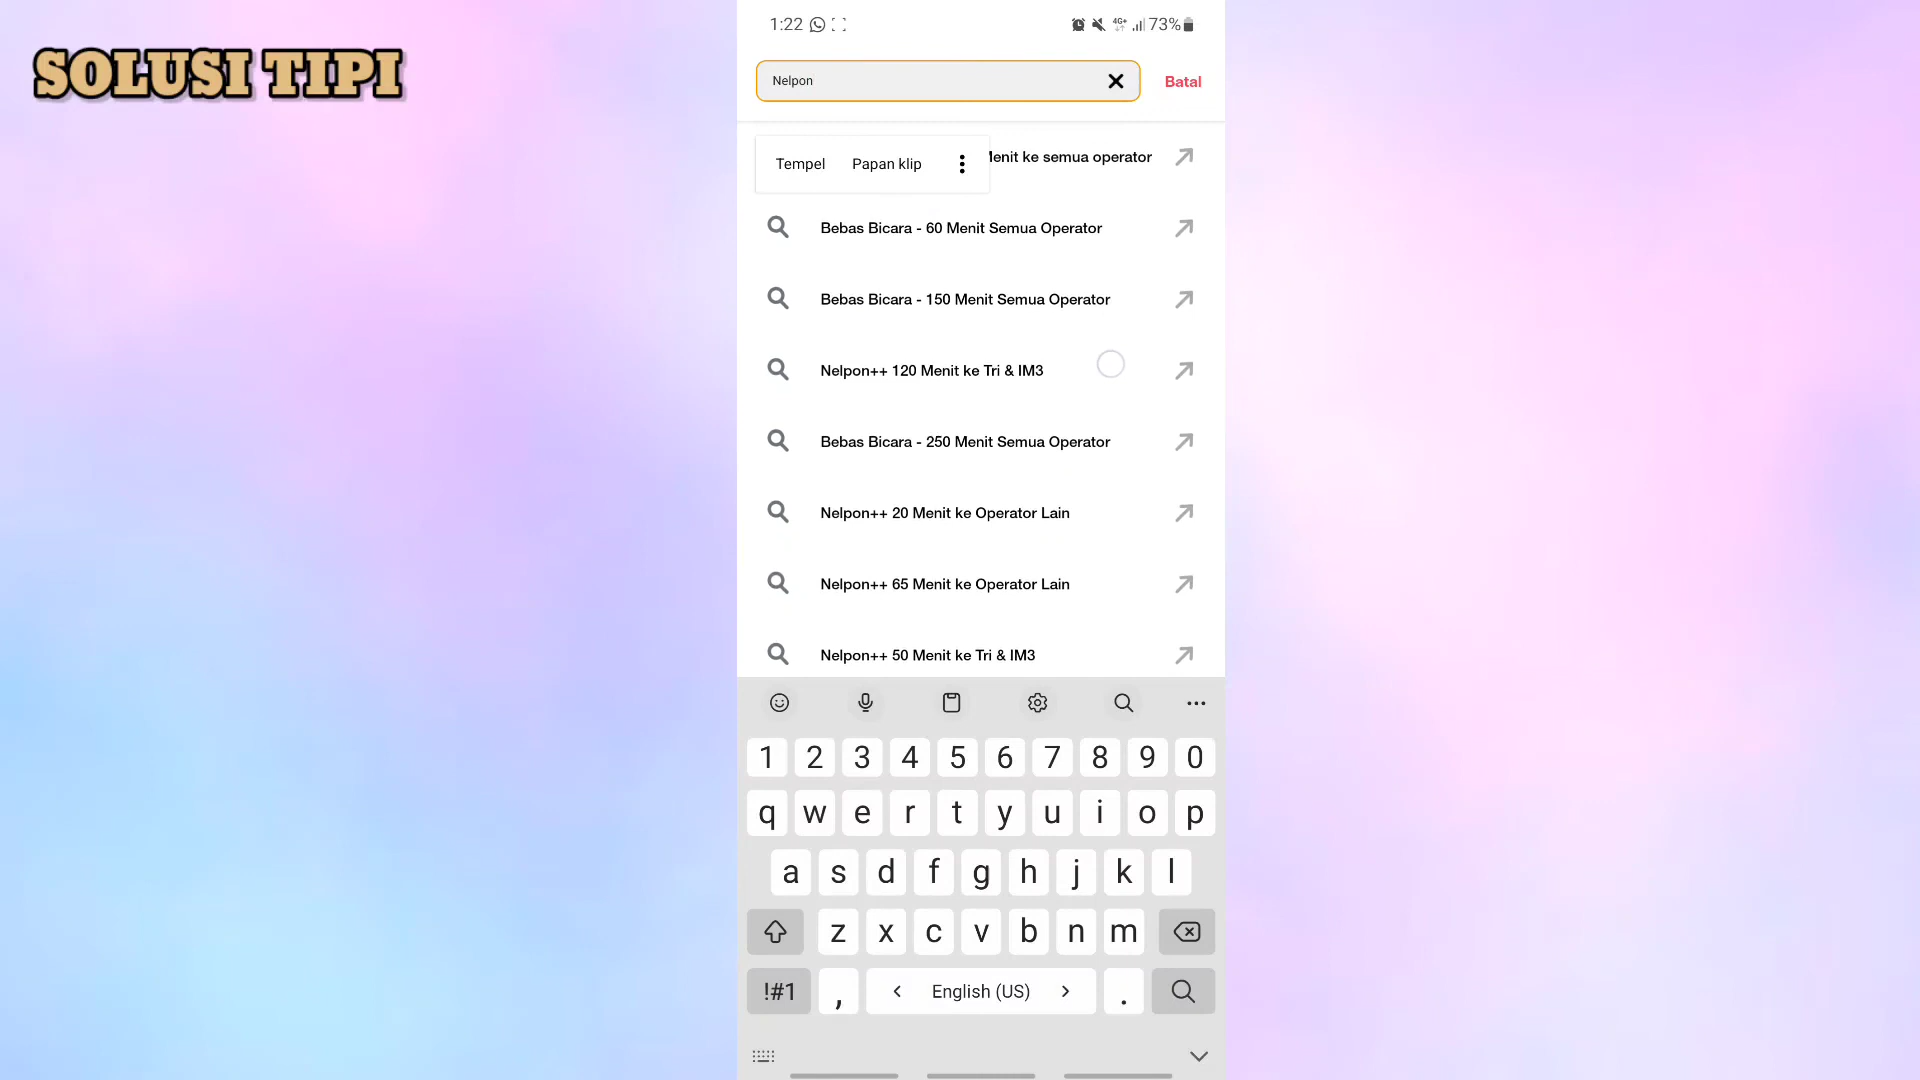 SOLUSI TIPI
1:22
4G+
73%
Nelpon
Batal
Tempel Papan klip
enit ke semua operator
Bebas Bicara - 60 Menit Semua Operator
Bebas Bicara - 150 Menit Semua Operator
Nelpon++ 120 Menit ke Tri & IM3
Bebas Bicara - 250 Menit Semua Operator
Nelpon++ 20 Menit ke Operator Lain
Nelpon++ 65 Menit ke Operator Lain
Nelpon++ 50 Menit ke Tri & IM3
1 2 3 4 5 6 7 8 9 0
q w e r t y u i o p
a s d f g h j k l
z x c v b n m
!#1 , < English (US) > .